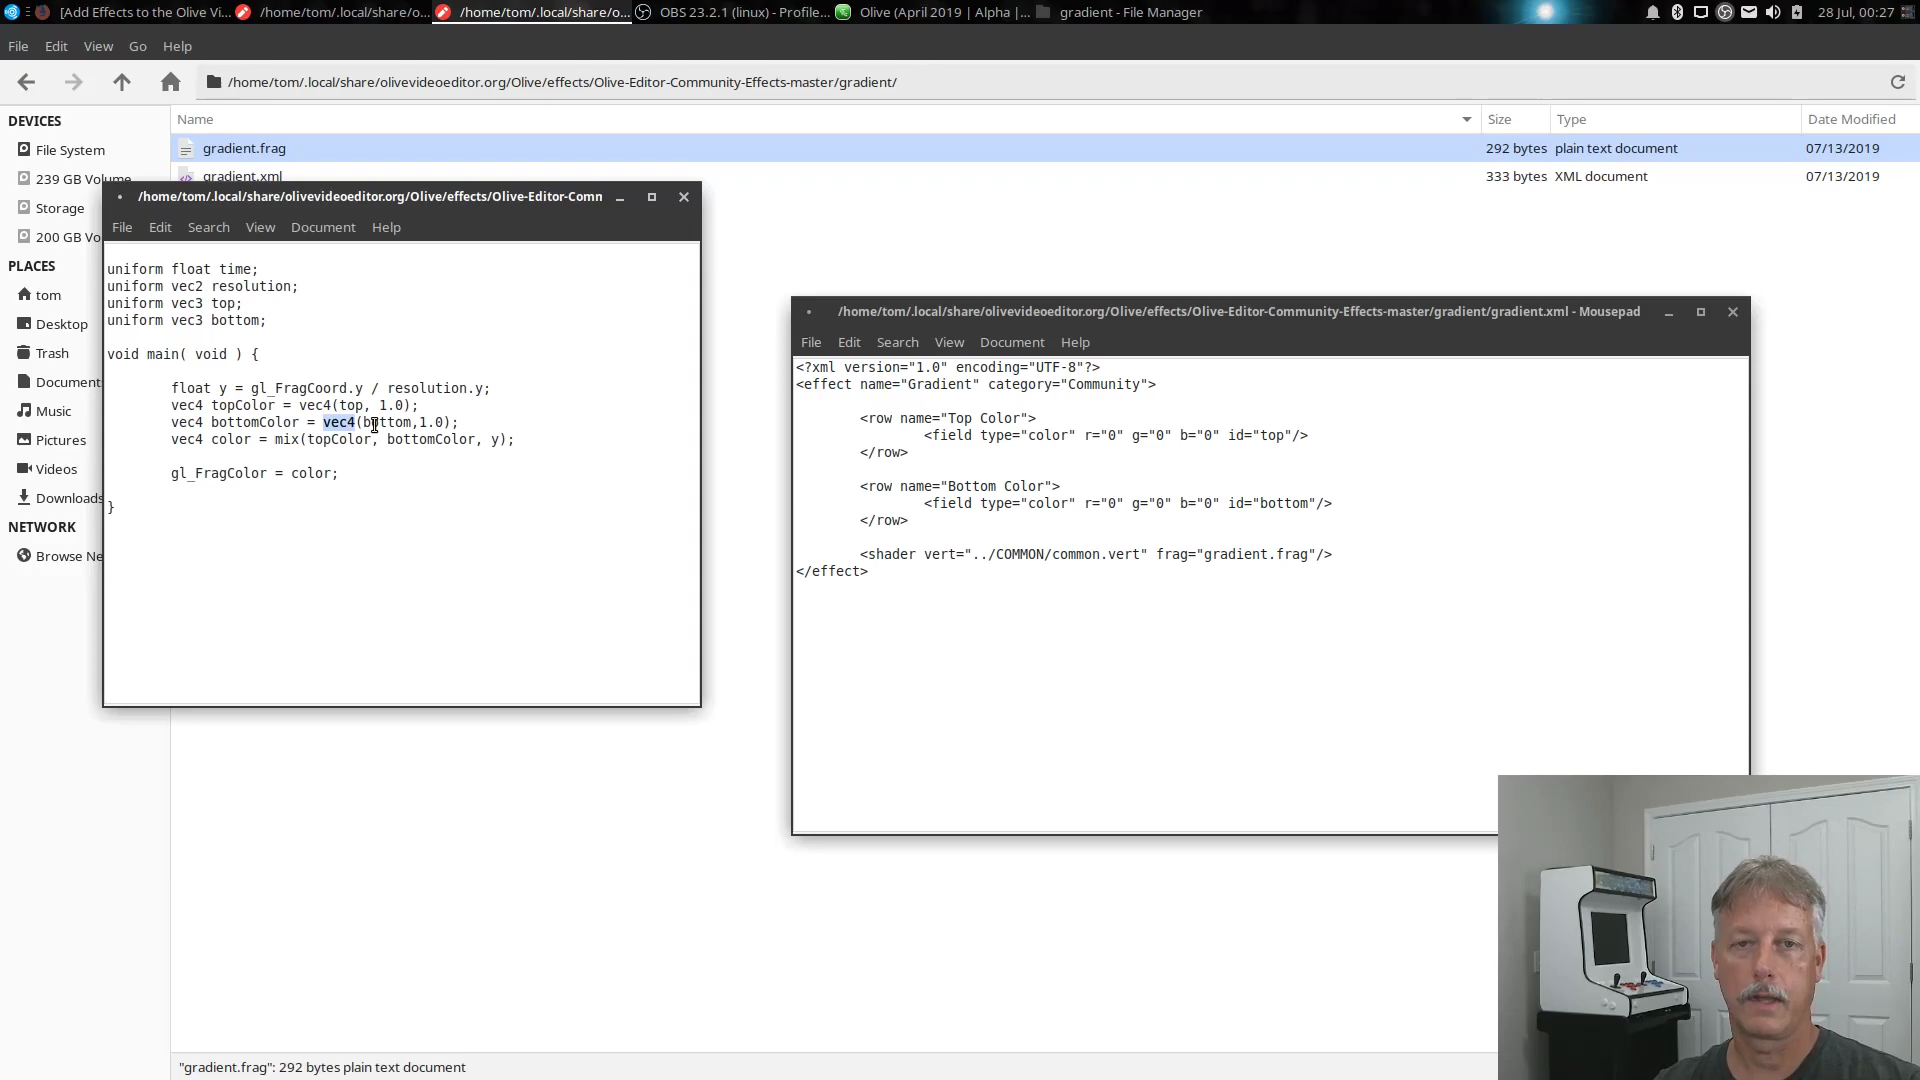 [Add Effects to the Olive Vi... /home/tom/.local/share/o... /home/tom/.local/share/o... OBS 23.2.1 (linux) - Profile... Olive (April 2019 | Alpha |... gradient - File Manager 28 Jul, 00:27
File Edit View Go Help
/home/tom/.local/share/olivevideoeditor.org/Olive/effects/Olive-Editor-Community-Effects-master/gradient/
DEVICES
File System
239 GB Volume
Storage
200 GB Vo
PLACES
tom
Desktop
Trash
Document
Music
Pictures
Videos
Downloads
NETWORK
Browse Ne
Name Size Type Date Modified
gradient.frag 292 bytes plain text document 07/13/2019
gradient.xml 333 bytes XML document 07/13/2019
/home/tom/.local/share/olivevideoeditor.org/Olive/effects/Olive-Editor-Comn
File Edit Search View Document Help
uniform float time;
uniform vec2 resolution;
uniform vec3 top;
uniform vec3 bottom;
void main( void ) {
float y = gl_FragCoord.y / resolution.y;
vec4 topColor = vec4(top, 1.0);
vec4 bottomColor = vec4(bottom,1.0);
vec4 color = mix(topColor, bottomColor, y);
gl_FragColor = color;
}
/home/tom/.local/share/olivevideoeditor.org/Olive/effects/Olive-Editor-Community-Effects-master/gradient/gradient.xml - Mousepad
File Edit Search View Document Help
<?xml version="1.0" encoding="UTF-8"?>
<effect name="Gradient" category="Community">
<row name="Top Color">
<field type="color" r="0" g="0" b="0" id="top"/>
</row>
<row name="Bottom Color">
<field type="color" r="0" g="0" b="0" id="bottom"/>
</row>
<shader vert="../COMMON/common.vert" frag="gradient.frag"/>
</effect>
"gradient.frag": 292 bytes plain text document